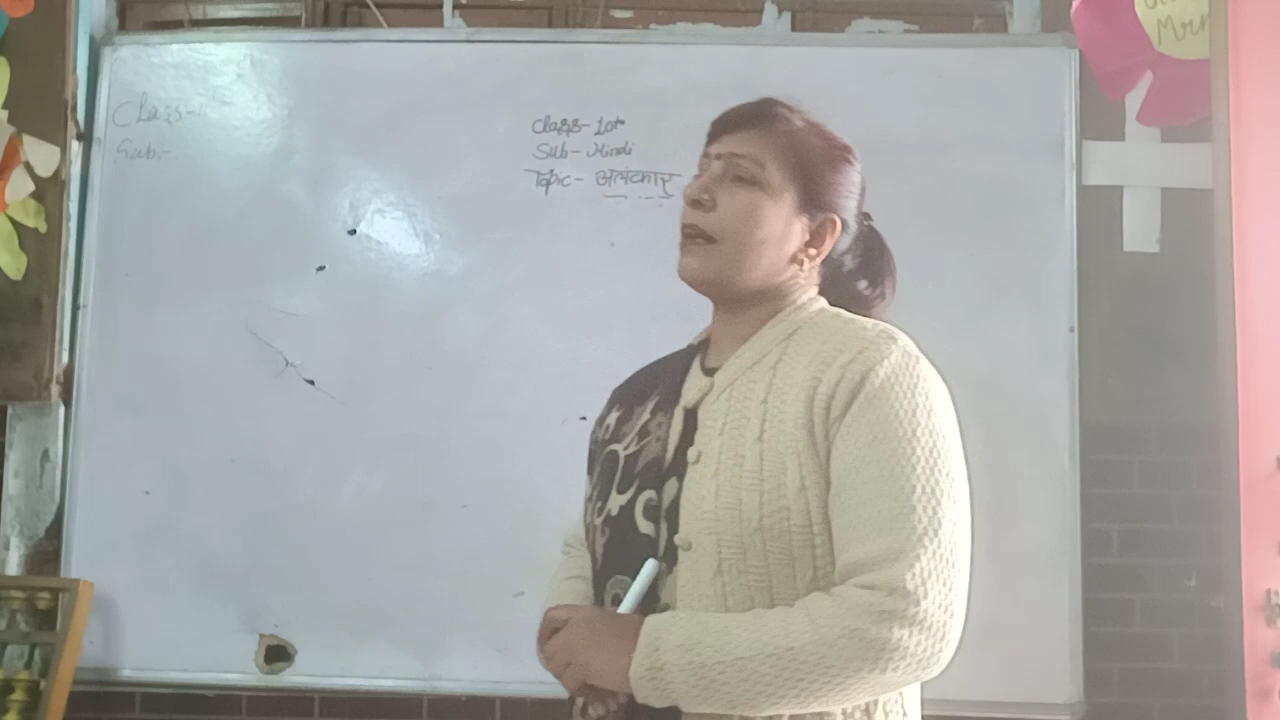 Class-
Sub.-
Class- 10th
Sub- Hindi
Topic- अलंकार